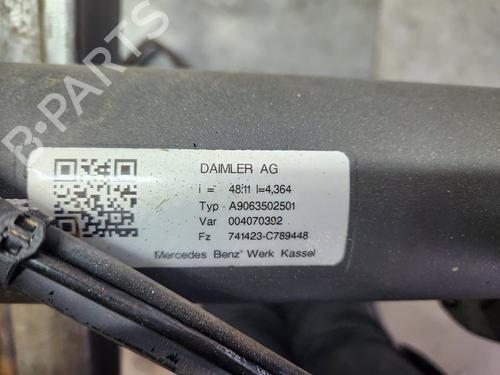 B-PARTS
DAIMLER AG
i = 48:11 I=4,364
Typ A9063502501
Var 004070392
Fz 741423-C789448
Mercedes Benz Werk Kassel